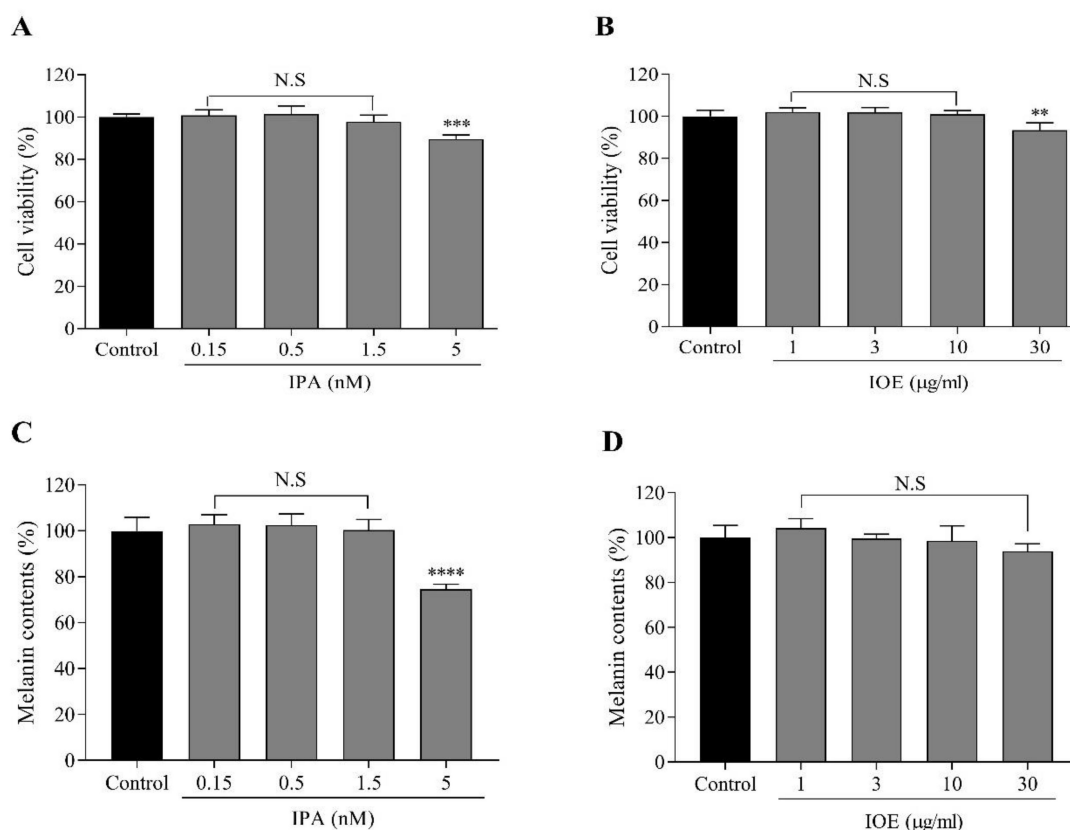 A
Cell viability (%)
120
100
80
60
40
20
0
N.S
***
Control 0.15 0.5 1.5 5
IPA (nM)
B
Cell viability (%)
120
100
80
60
40
20
0
N.S
**
Control 1 3 10 30
IOE (μg/ml)
C
Melanin contents (%)
120
100
80
60
40
20
0
N.S
****
Control 0.15 0.5 1.5 5
IPA (nM)
D
Melanin contents (%)
120
100
80
60
40
20
0
N.S
Control 1 3 10 30
IOE (μg/ml)